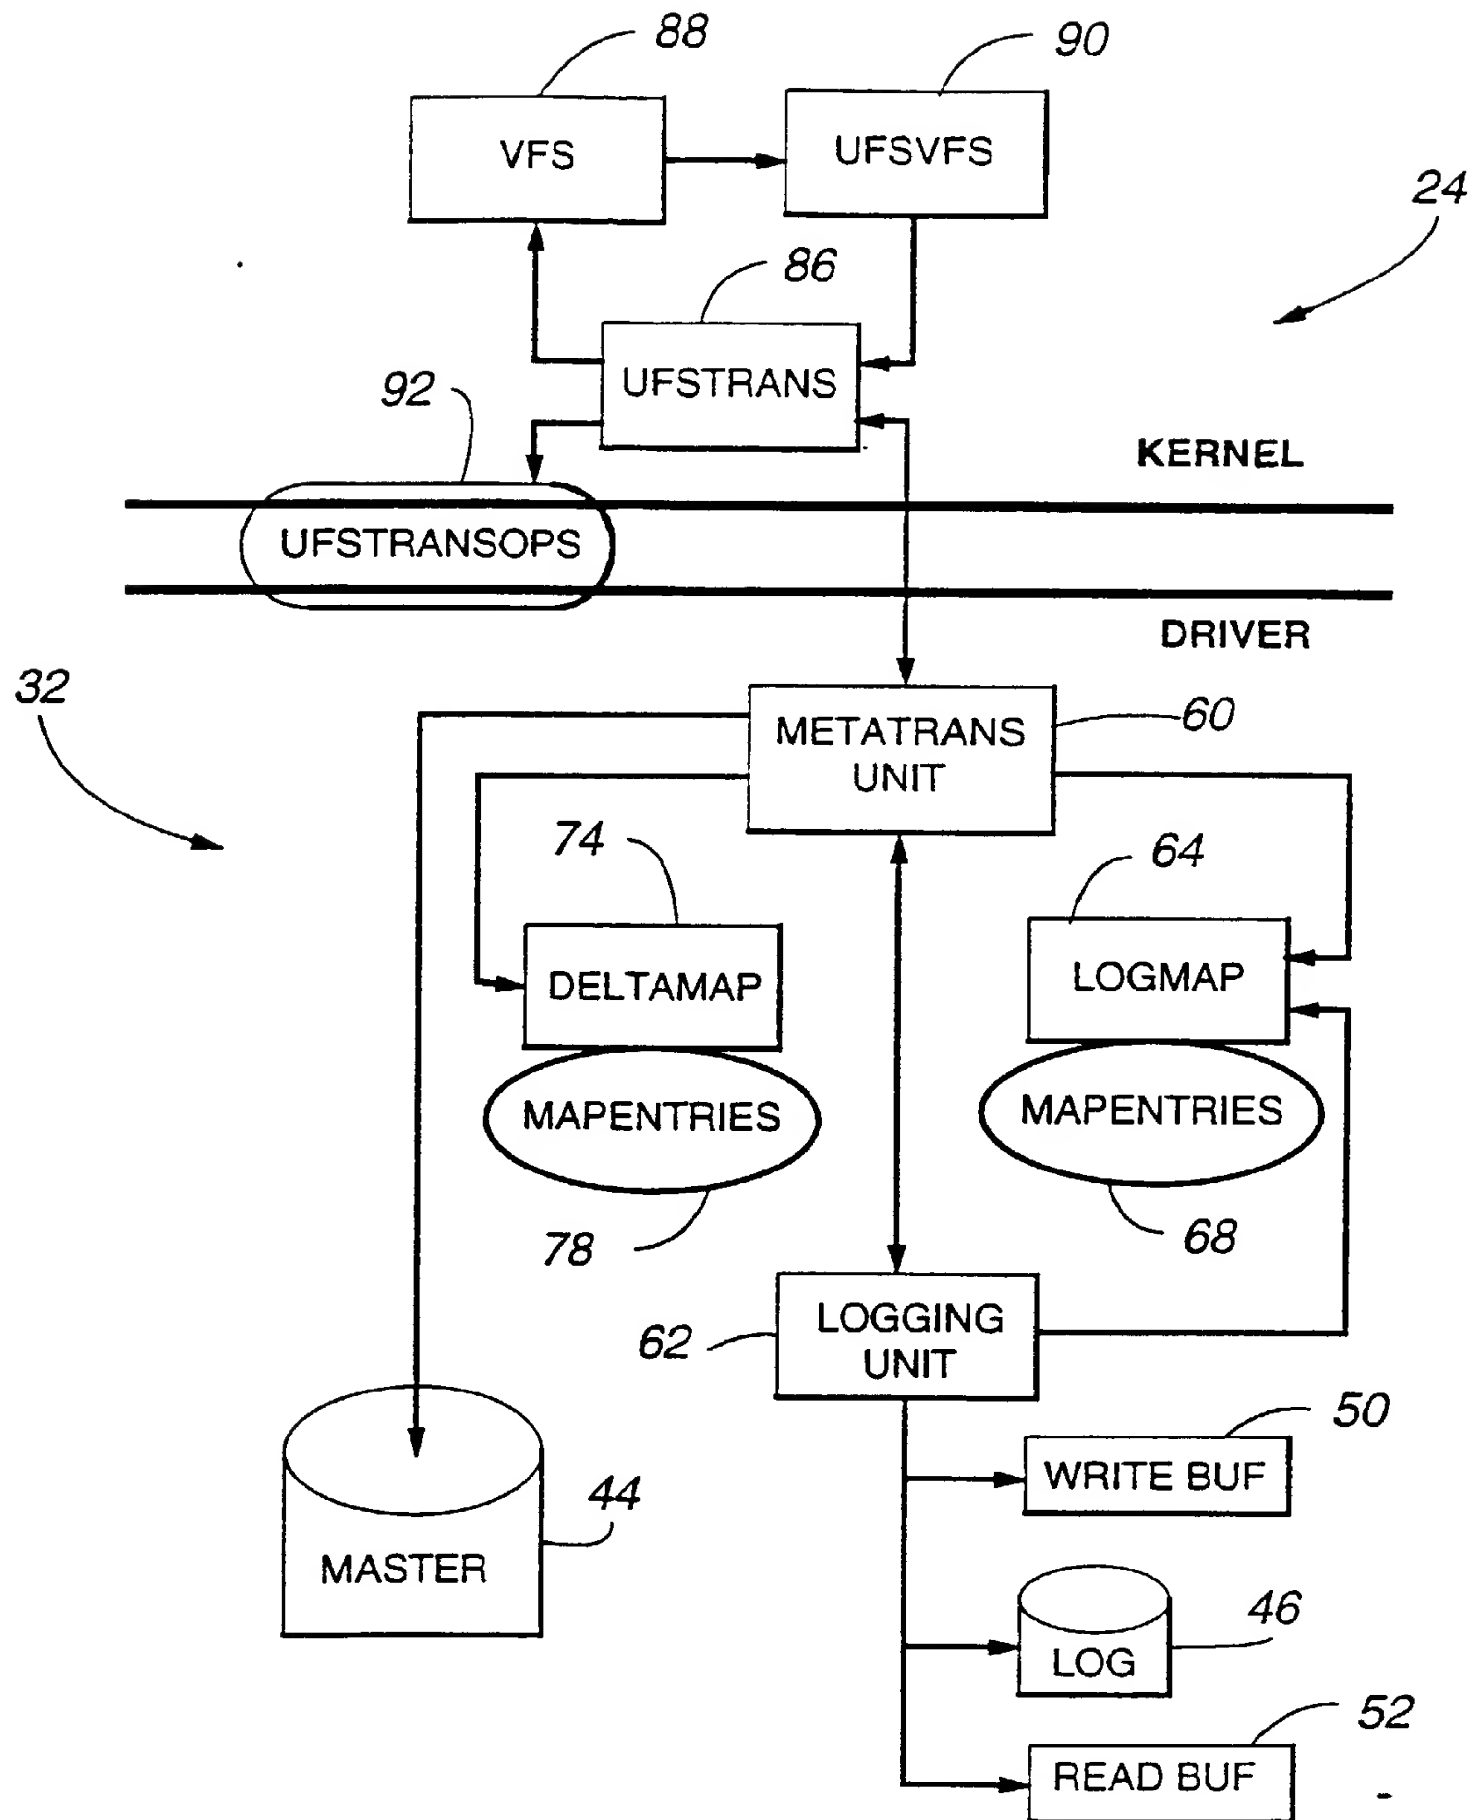 88
90
VFS
UFSVFS
24
86
UFSTRANS
92
KERNEL
UFSTRANSOPS
DRIVER
32
METATRANS
UNIT
60
74
64
DELTAMAP
LOGMAP
MAPENTRIES
MAPENTRIES
78
68
LOGGING
UNIT
62
50
WRITE BUF
44
MASTER
46
LOG
52
READ BUF